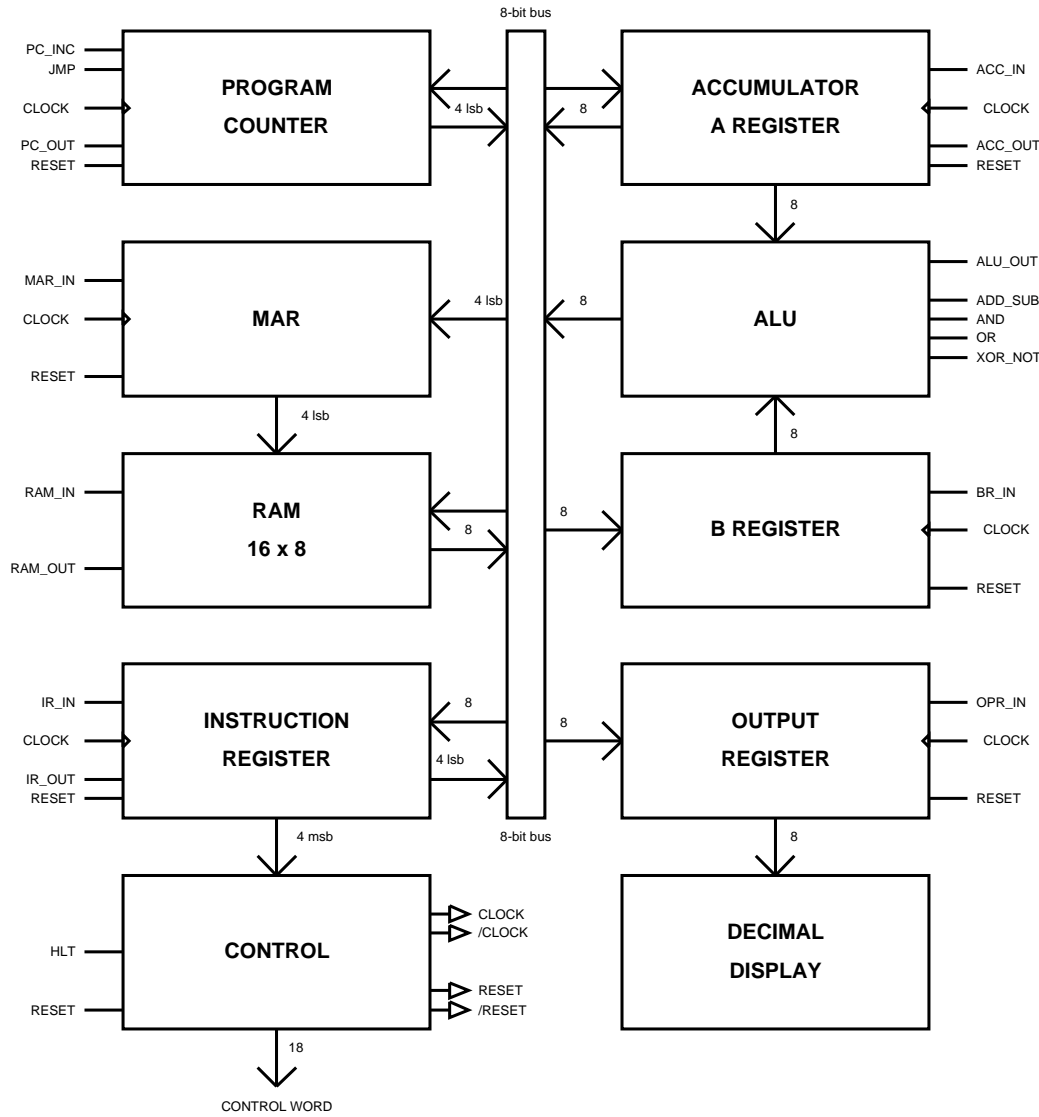 8-bit bus
PC_INC
JMP
CLOCK
PC_OUT
RESET
PROGRAM
COUNTER
4 lsb
8
ACCUMULATOR
A REGISTER
ACC_IN
CLOCK
ACC_OUT
RESET
8
MAR_IN
CLOCK
RESET
MAR
4 lsb
8
ALU
ALU_OUT
ADD_SUB
AND
OR
XOR_NOT
4 lsb
8
RAM_IN
RAM_OUT
RAM
16 x 8
8
8
B REGISTER
BR_IN
CLOCK
RESET
IR_IN
CLOCK
IR_OUT
RESET
INSTRUCTION
REGISTER
8
4 lsb
8
OUTPUT
REGISTER
OPR_IN
CLOCK
RESET
4 msb
8-bit bus
8
HLT
RESET
CONTROL
CLOCK
/CLOCK
RESET
/RESET
DECIMAL
DISPLAY
18
CONTROL WORD